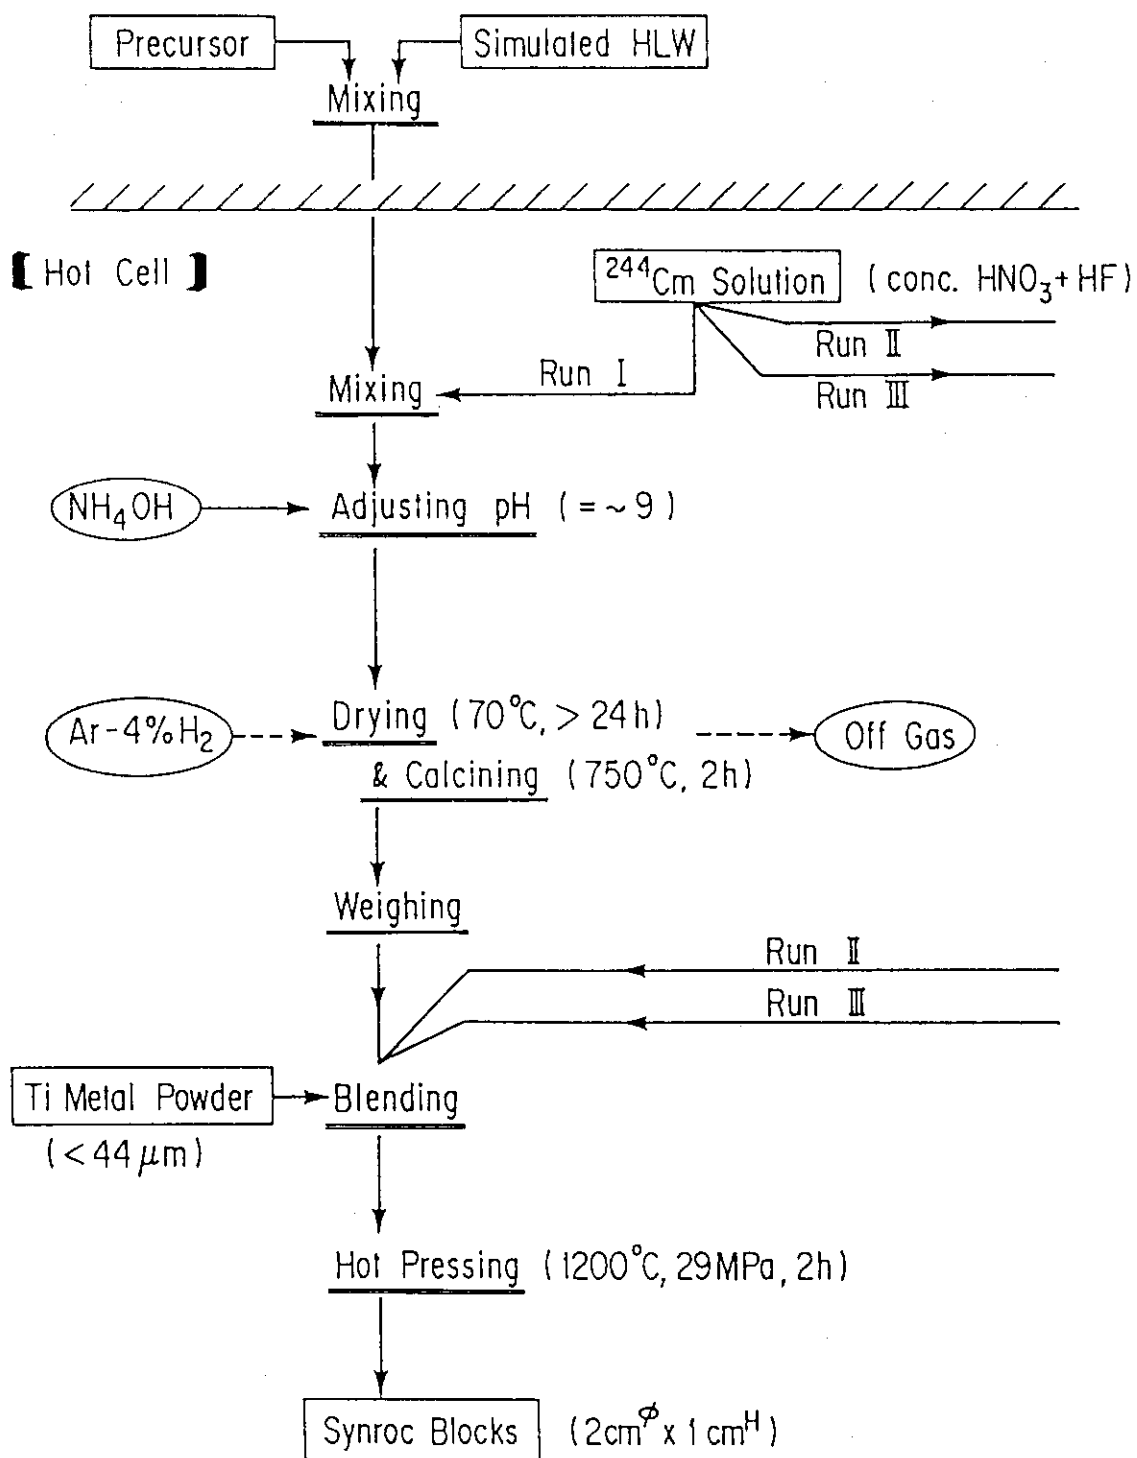 Precursor
Simulated HLW
Mixing
[ Hot Cell ]
²⁴⁴Cm Solution (conc. HNO₃+HF)
Run II
Run I
Run III
Mixing
NH₄OH
Adjusting pH (=~9)
Ar-4%H₂
Drying (70°C, >24h)
Off Gas
& Calcining (750°C, 2h)
Weighing
Run II
Run III
Ti Metal Powder
Blending
(<44μm)
Hot Pressing (1200°C, 29MPa, 2h)
Synroc Blocks (2cm^φ x 1cm^H)